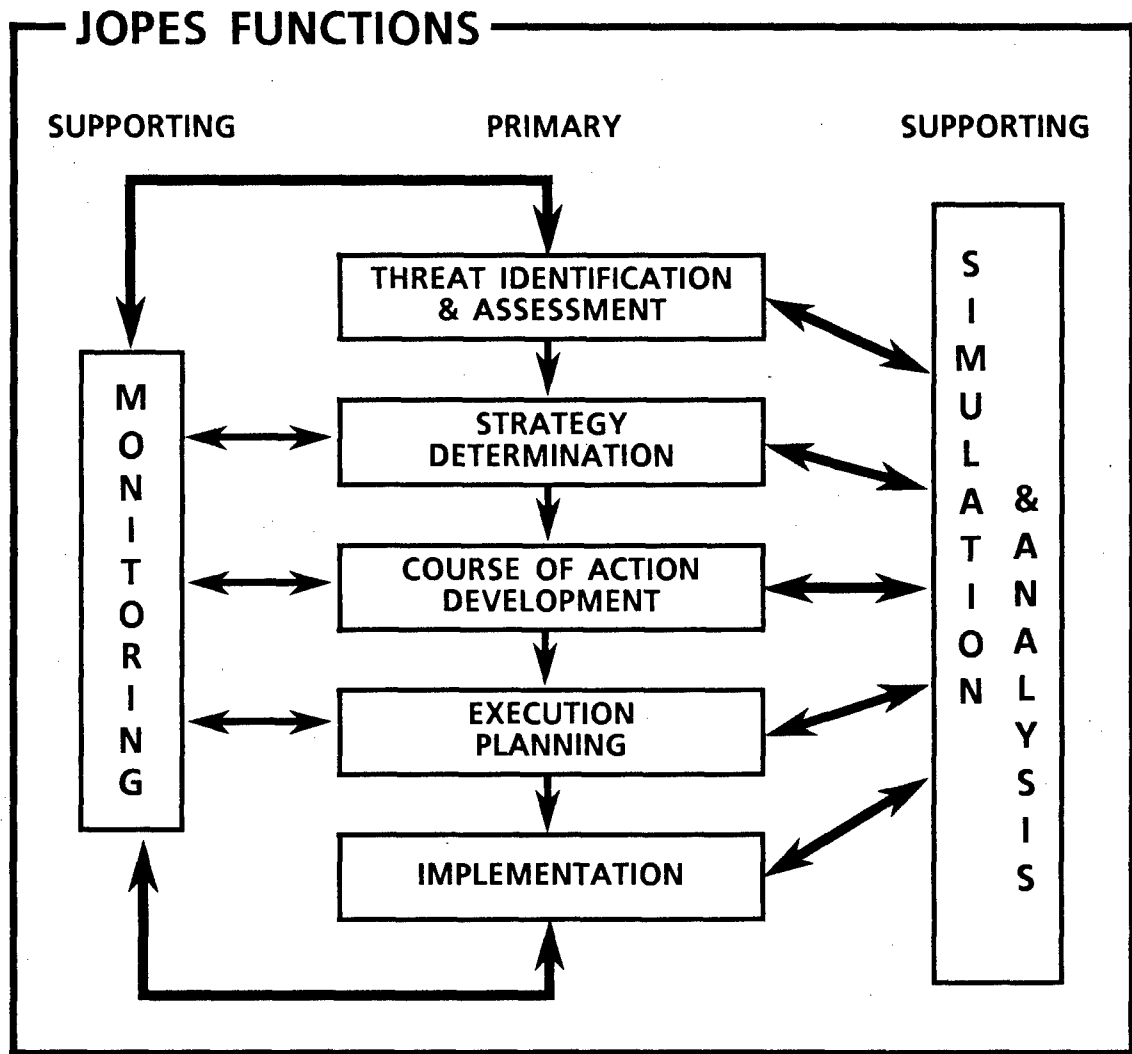 JOPES FUNCTIONS
SUPPORTING
PRIMARY
SUPPORTING
THREAT IDENTIFICATION
& ASSESSMENT
STRATEGY
DETERMINATION
COURSE OF ACTION
DEVELOPMENT
EXECUTION
PLANNING
IMPLEMENTATION
MONITORING
SIMULATION
& ANALYSIS